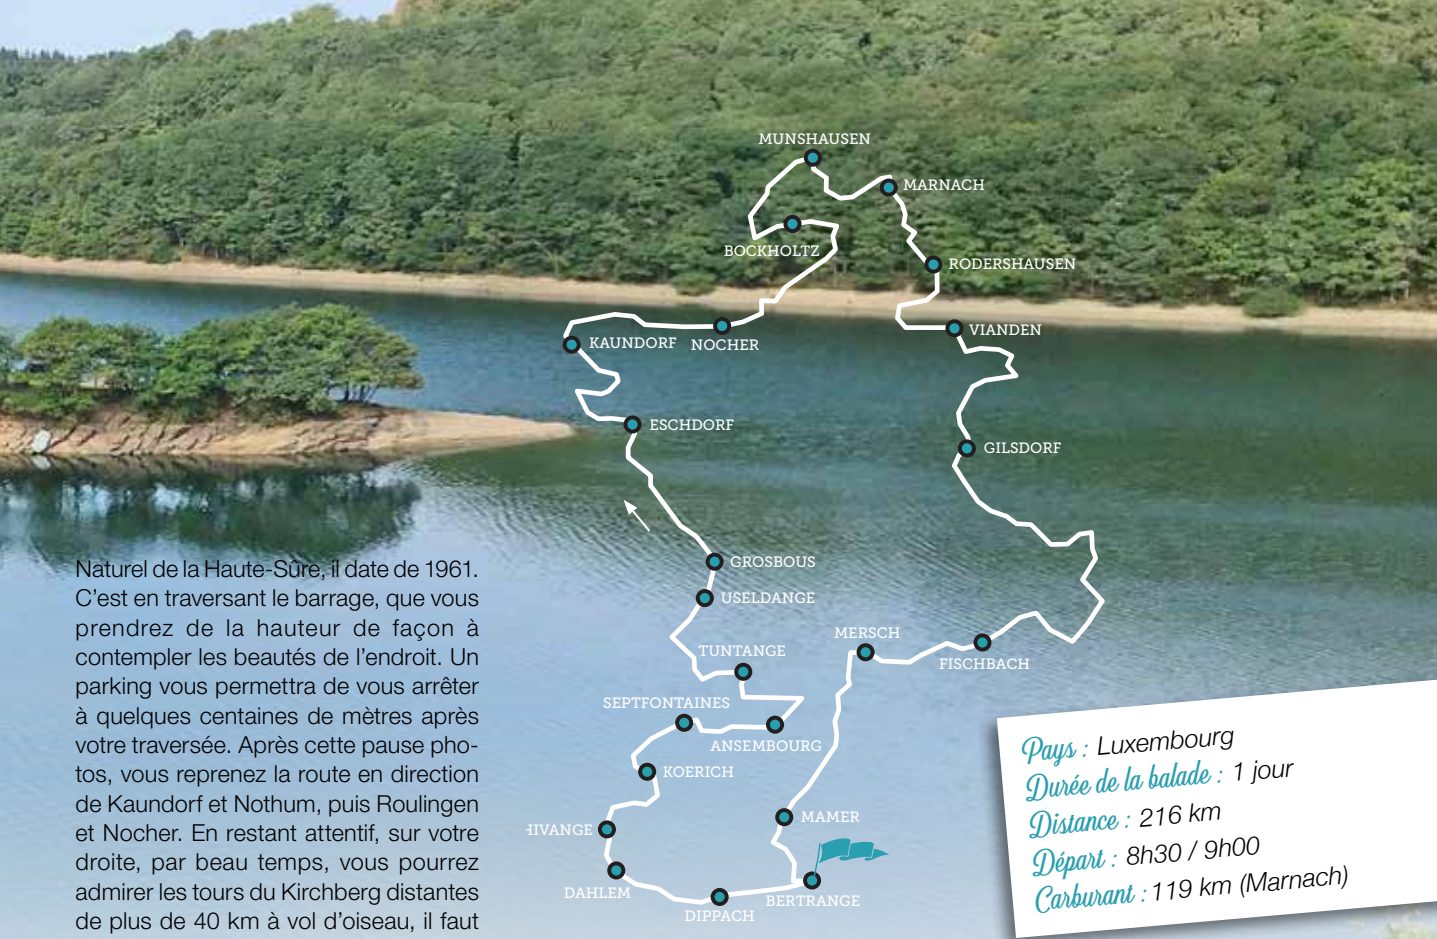 MUNSHAUSEN
MARNACH
BOCKHOLTZ
RODERSHAUSEN
VIANDEN
KAUNDORF
NOCHER
ESCHDORF
GILSDORF
GROSBOUS
USELDANGE
MERSCH
TUNTANGE
FISCHBACH
SEPTFONTAINES
ANSEMBOURG
KOERICH
MAMER
HIVANGE
DAHLEM
BERTRANGE
DIPPACH
Naturel de la Haute-Sûre, il date de 1961.
C’est en traversant le barrage, que vous
prendrez de la hauteur de façon à
contempler les beautés de l’endroit. Un
parking vous permettra de vous arrêter
à quelques centaines de mètres après
votre traversée. Après cette pause pho-
tos, vous reprenez la route en direction
de Kaundorf et Nothum, puis Roulingen
et Nocher. En restant attentif, sur votre
droite, par beau temps, vous pourrez
admirer les tours du Kirchberg distantes
de plus de 40 km à vol d’oiseau, il faut
Pays : Luxembourg
Durée de la balade : 1 jour
Distance : 216 km
Départ : 8h30 / 9h00
Carburant : 119 km (Marnach)